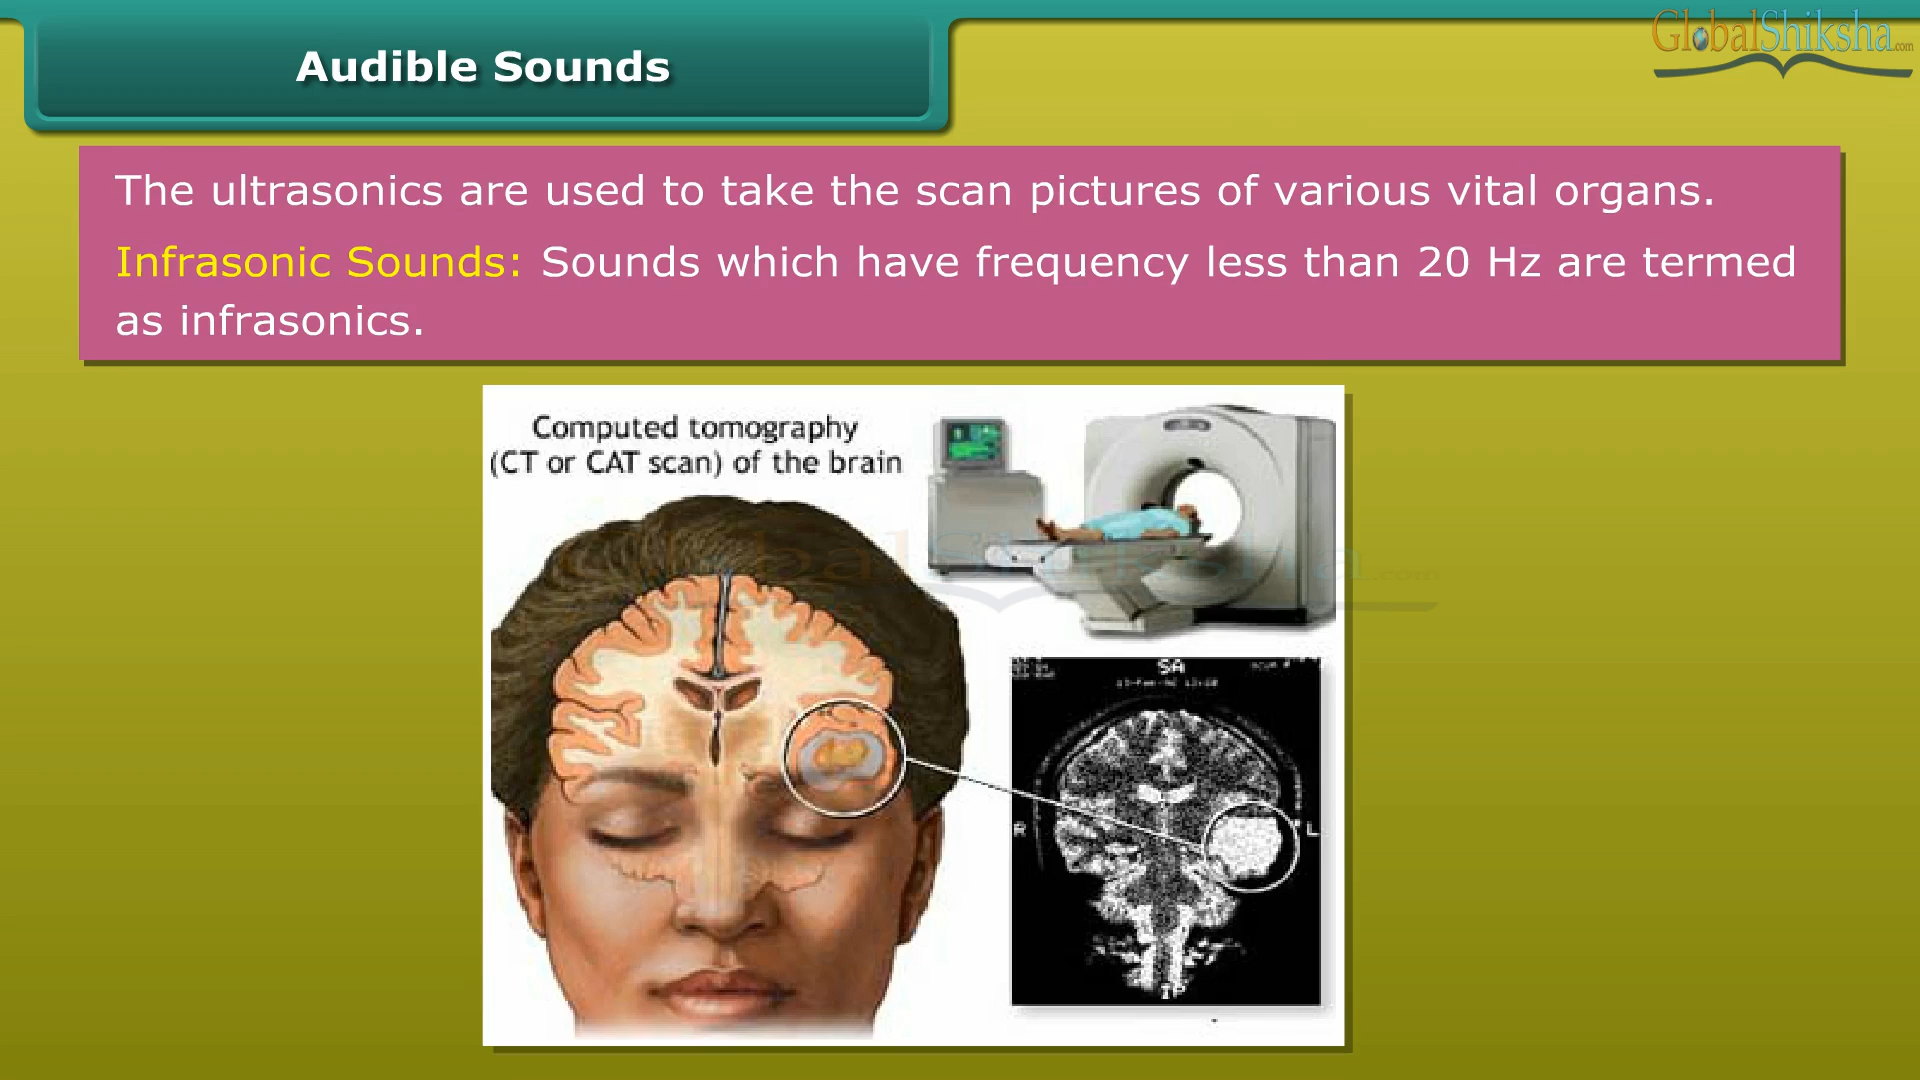 Audible Sounds
GlobalShiksha.com
The ultrasonics are used to take the scan pictures of various vital organs.
Infrasonic Sounds: Sounds which have frequency less than 20 Hz are termed
as infrasonics.
Computed tomography
(CT or CAT scan) of the brain
SA
R
L
IP